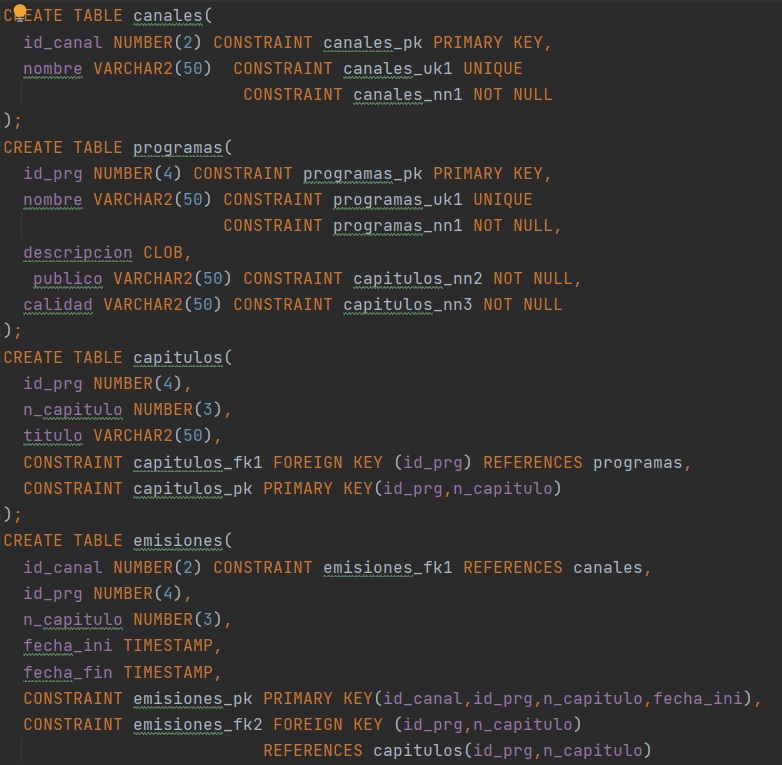 CREATE TABLE canales(
id_canal NUMBER(2) CONSTRAINT canales_pk PRIMARY KEY,
nombre VARCHAR2(50) CONSTRAINT canales_uk1 UNIQUE
CONSTRAINT canales_nn1 NOT NULL
);
CREATE TABLE programas(
id_prg NUMBER(4) CONSTRAINT programas_pk PRIMARY KEY,
nombre VARCHAR2(50) CONSTRAINT programas_uk1 UNIQUE
CONSTRAINT programas_nn1 NOT NULL,
descripcion CLOB,
publico VARCHAR2(50) CONSTRAINT capitulos_nn2 NOT NULL,
calidad VARCHAR2(50) CONSTRAINT capitulos_nn3 NOT NULL
);
CREATE TABLE capitulos(
id_prg NUMBER(4),
n_capitulo NUMBER(3),
titulo VARCHAR2(50),
CONSTRAINT capitulos_fk1 FOREIGN KEY (id_prg) REFERENCES programas,
CONSTRAINT capitulos_pk PRIMARY KEY(id_prg,n_capitulo)
);
CREATE TABLE emisiones(
id_canal NUMBER(2) CONSTRAINT emisiones_fk1 REFERENCES canales,
id_prg NUMBER(4),
n_capitulo NUMBER(3),
fecha_ini TIMESTAMP,
fecha_fin TIMESTAMP,
CONSTRAINT emisiones_pk PRIMARY KEY(id_canal,id_prg,n_capitulo,fecha_ini),
CONSTRAINT emisiones_fk2 FOREIGN KEY (id_prg,n_capitulo)
REFERENCES capitulos(id_prg,n_capitulo)